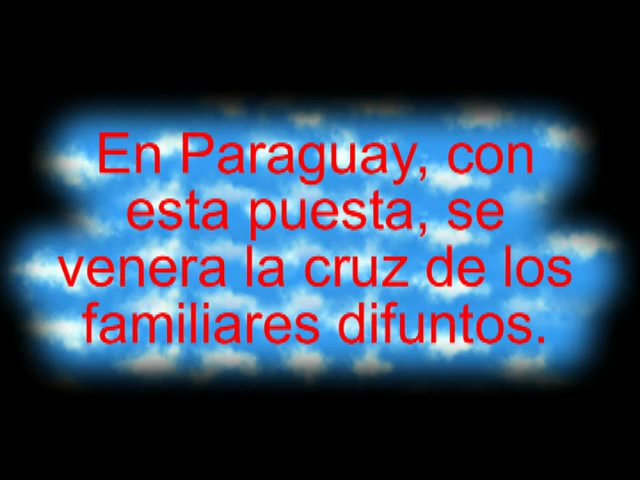 En Paraguay, con
esta puesta, se
venera la cruz de los
familiares difuntos.